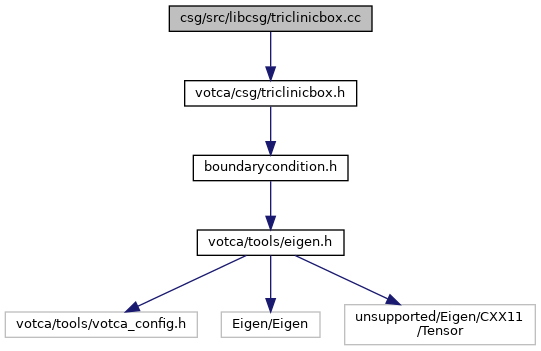 csg/src/libcsg/triclinicbox.cc
votca/csg/triclinicbox.h
boundarycondition.h
votca/tools/eigen.h
votca/tools/votca_config.h
Eigen/Eigen
unsupported/Eigen/CXX11
/Tensor